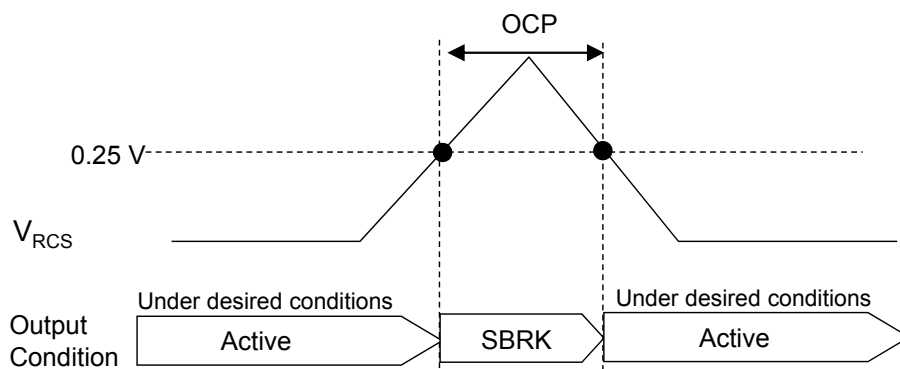 OCP
0.25 V
VRCS
Under desired conditions
Under desired conditions
Output
Condition
Active
SBRK
Active